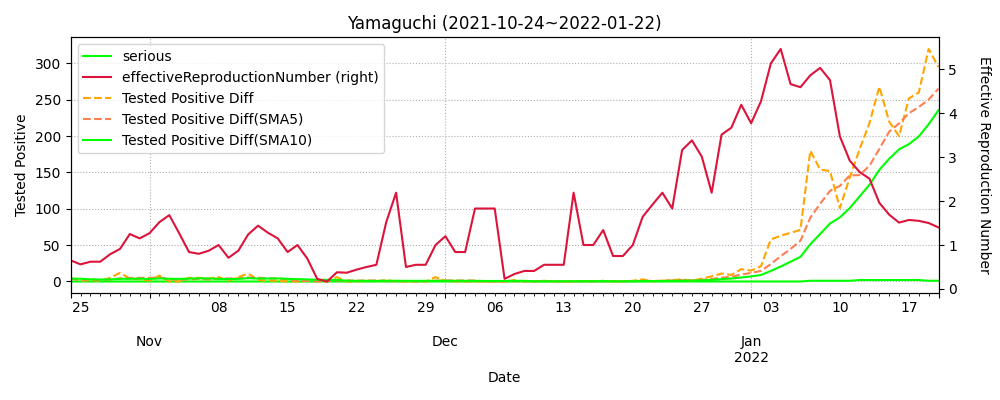 Yamaguchi (2021-10-24~2022-01-22)
serious
effectiveReproductionNumber (right)
Tested Positive Diff
Tested Positive Diff(SMA5)
Tested Positive Diff(SMA10)
300
250
200
150
100
50
0
Tested Positive
5
4
3
2
1
0
Effective Reproduction Number
25 08 15 22 29 06 13 20 27 03 10 17
Nov Dec Jan
2022
Date